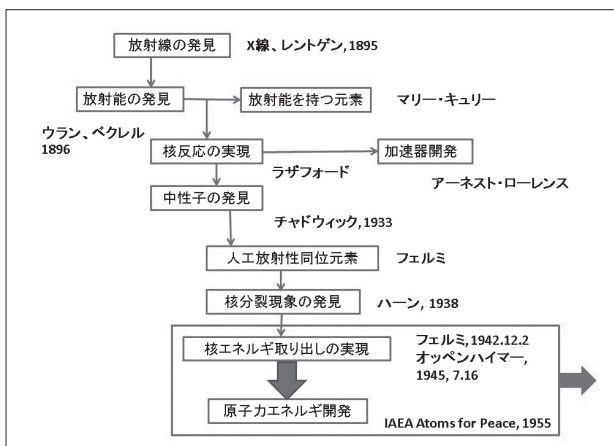 放射線の発見
X線、レントゲン, 1895
放射能の発見
放射能を持つ元素
マリー・キュリー
ウラン、ベクレル
1896
核反応の実現
加速器開発
ラザフォード
アーネスト・ローレンス
中性子の発見
チャドウィック, 1933
人工放射性同位元素
フェルミ
核分裂現象の発見
ハーン, 1938
核エネルギ取り出しの実現
フェルミ, 1942.12.2
オッペンハイマー,
1945, 7.16
原子力エネルギ開発
IAEA Atoms for Peace, 1955